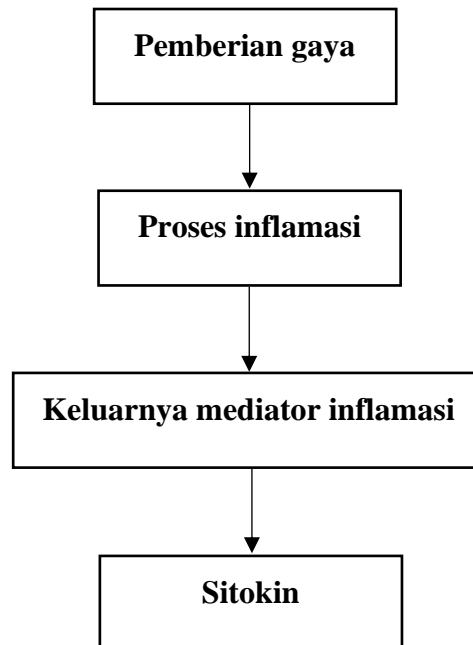 Pemberian gaya
Proses inflamasi
Keluarnya mediator inflamasi
Sitokin